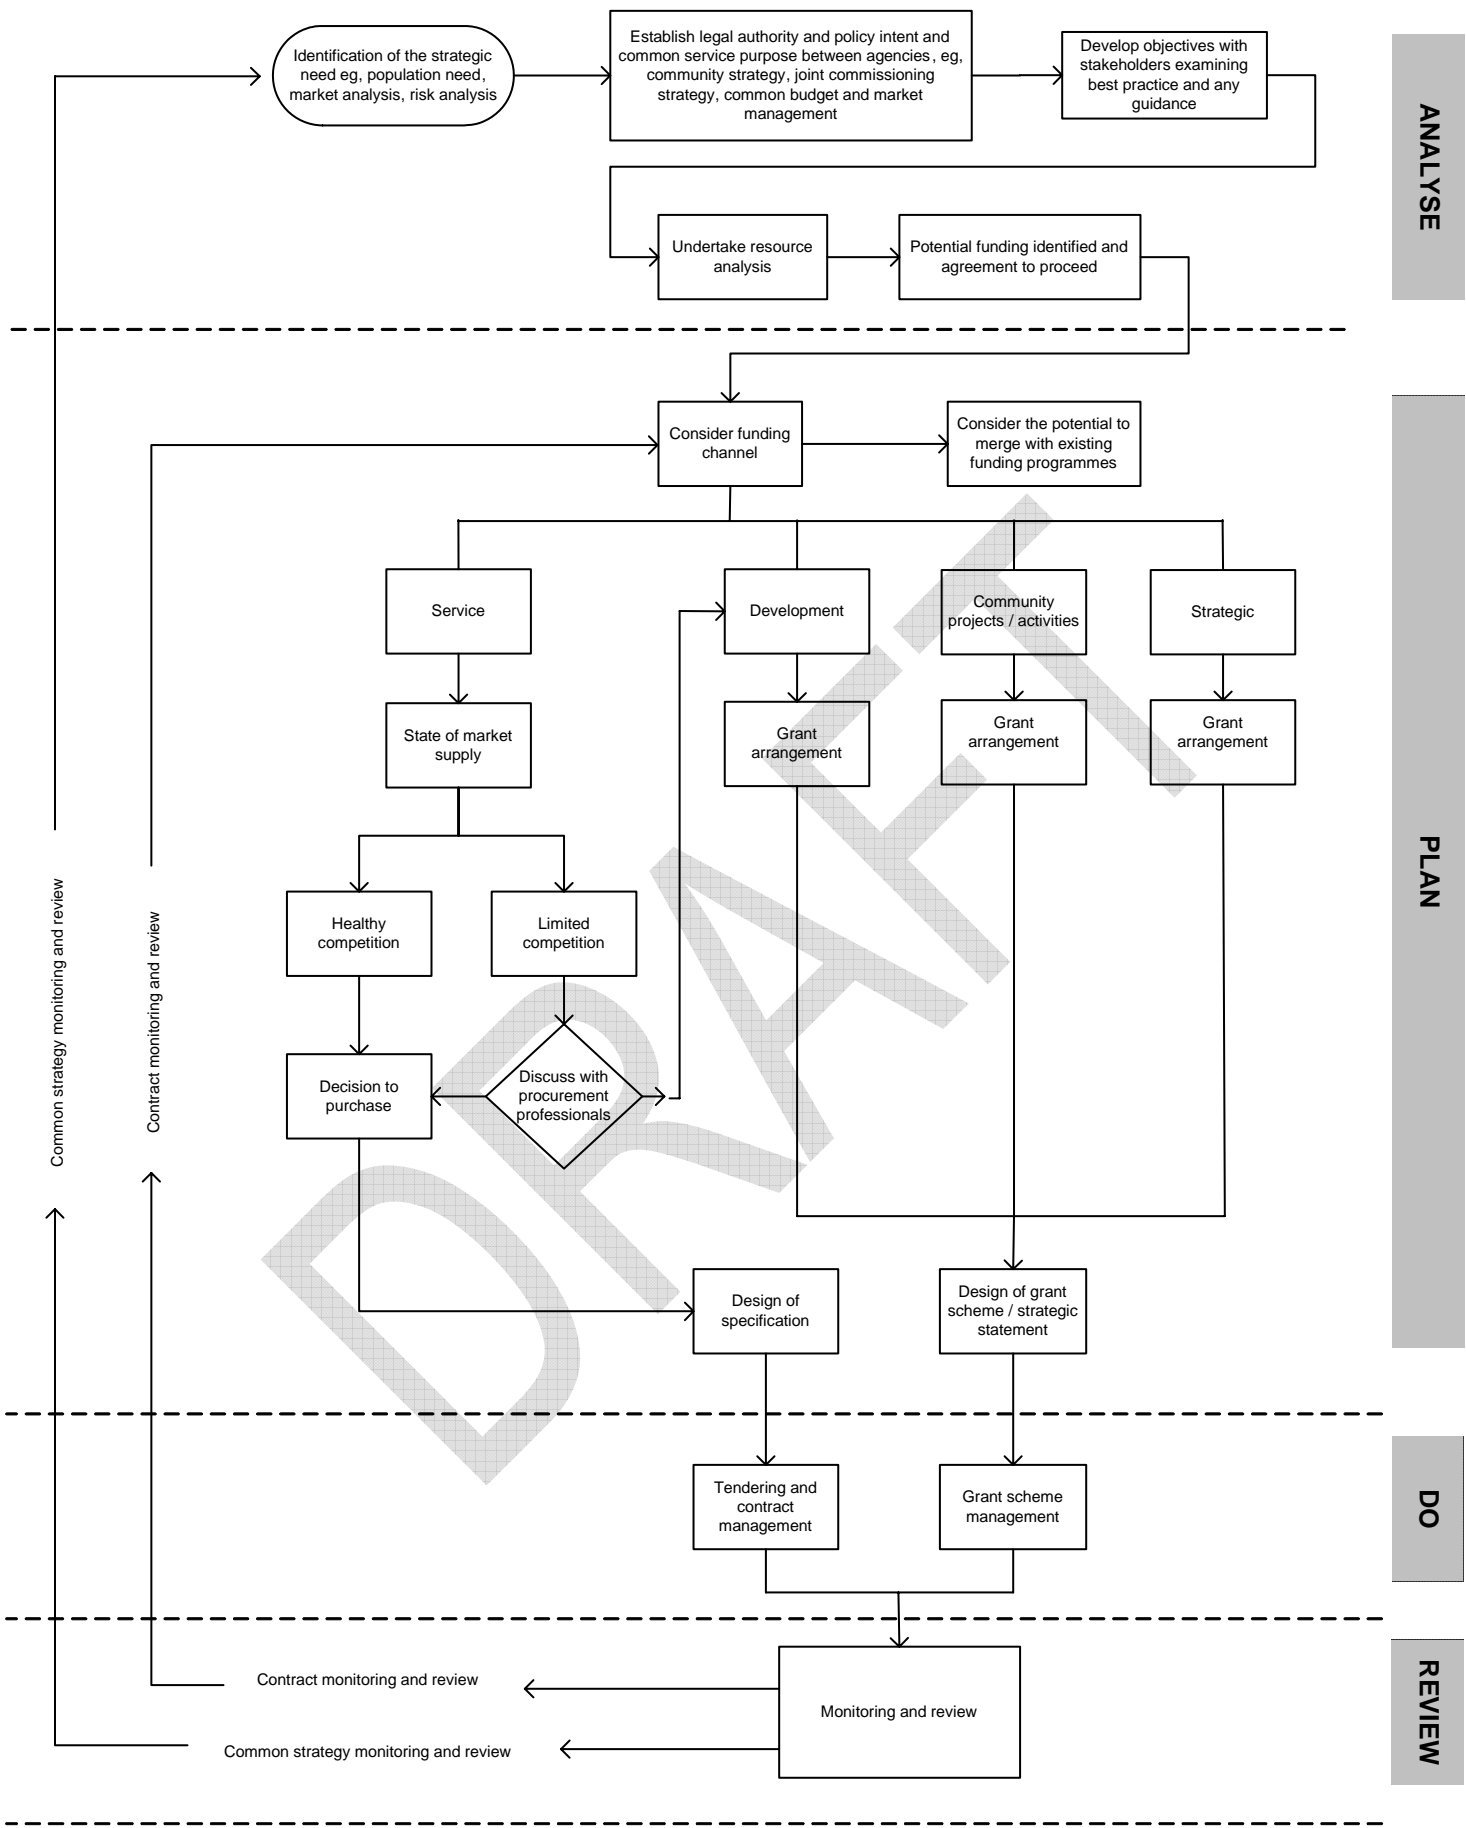 Identification of the strategic
need eg, population need,
market analysis, risk analysis
Establish legal authority and policy intent and
common service purpose between agencies, eg,
community strategy, joint commissioning
strategy, common budget and market
management
Develop objectives with
stakeholders examining
best practice and any
guidance
ANALYSE
Undertake resource
analysis
Potential funding identified and
agreement to proceed
Consider funding
channel
Consider the potential to
merge with existing
funding programmes
PLAN
Service
Development
Community
projects / activities
Strategic
State of market
supply
Grant
arrangement
Grant
arrangement
Grant
arrangement
Healthy
competition
Limited
competition
Common strategy monitoring and review
Contract monitoring and review
Decision to
purchase
Discuss with
procurement
professionals
DRAFT
Design of
specification
Design of grant
scheme / strategic
statement
DO
Tendering and
contract
management
Grant scheme
management
REVIEW
Contract monitoring and review
Monitoring and review
Common strategy monitoring and review